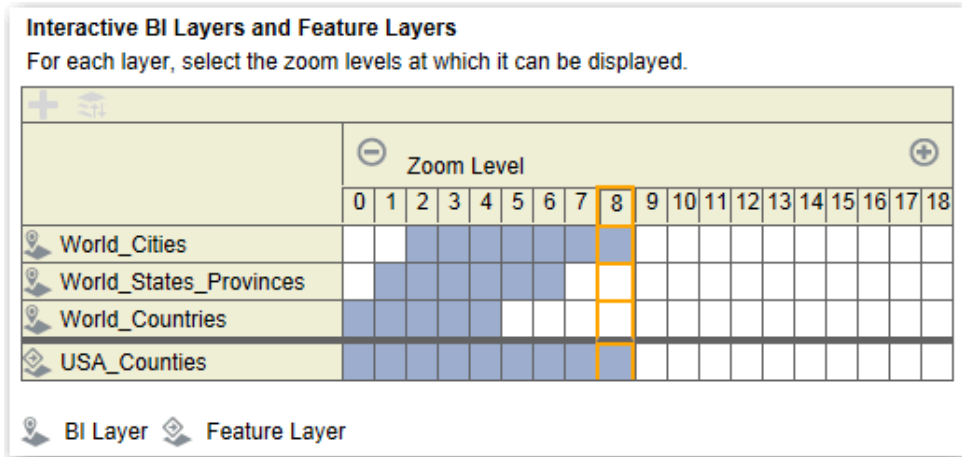 Interactive BI Layers and Feature Layers
For each layer, select the zoom levels at which it can be displayed.
Zoom Level
0 1 2 3 4 5 6 7 8 9 10 11 12 13 14 15 16 17 18
World_Cities
World_States_Provinces
World_Countries
USA_Counties
BI Layer Feature Layer